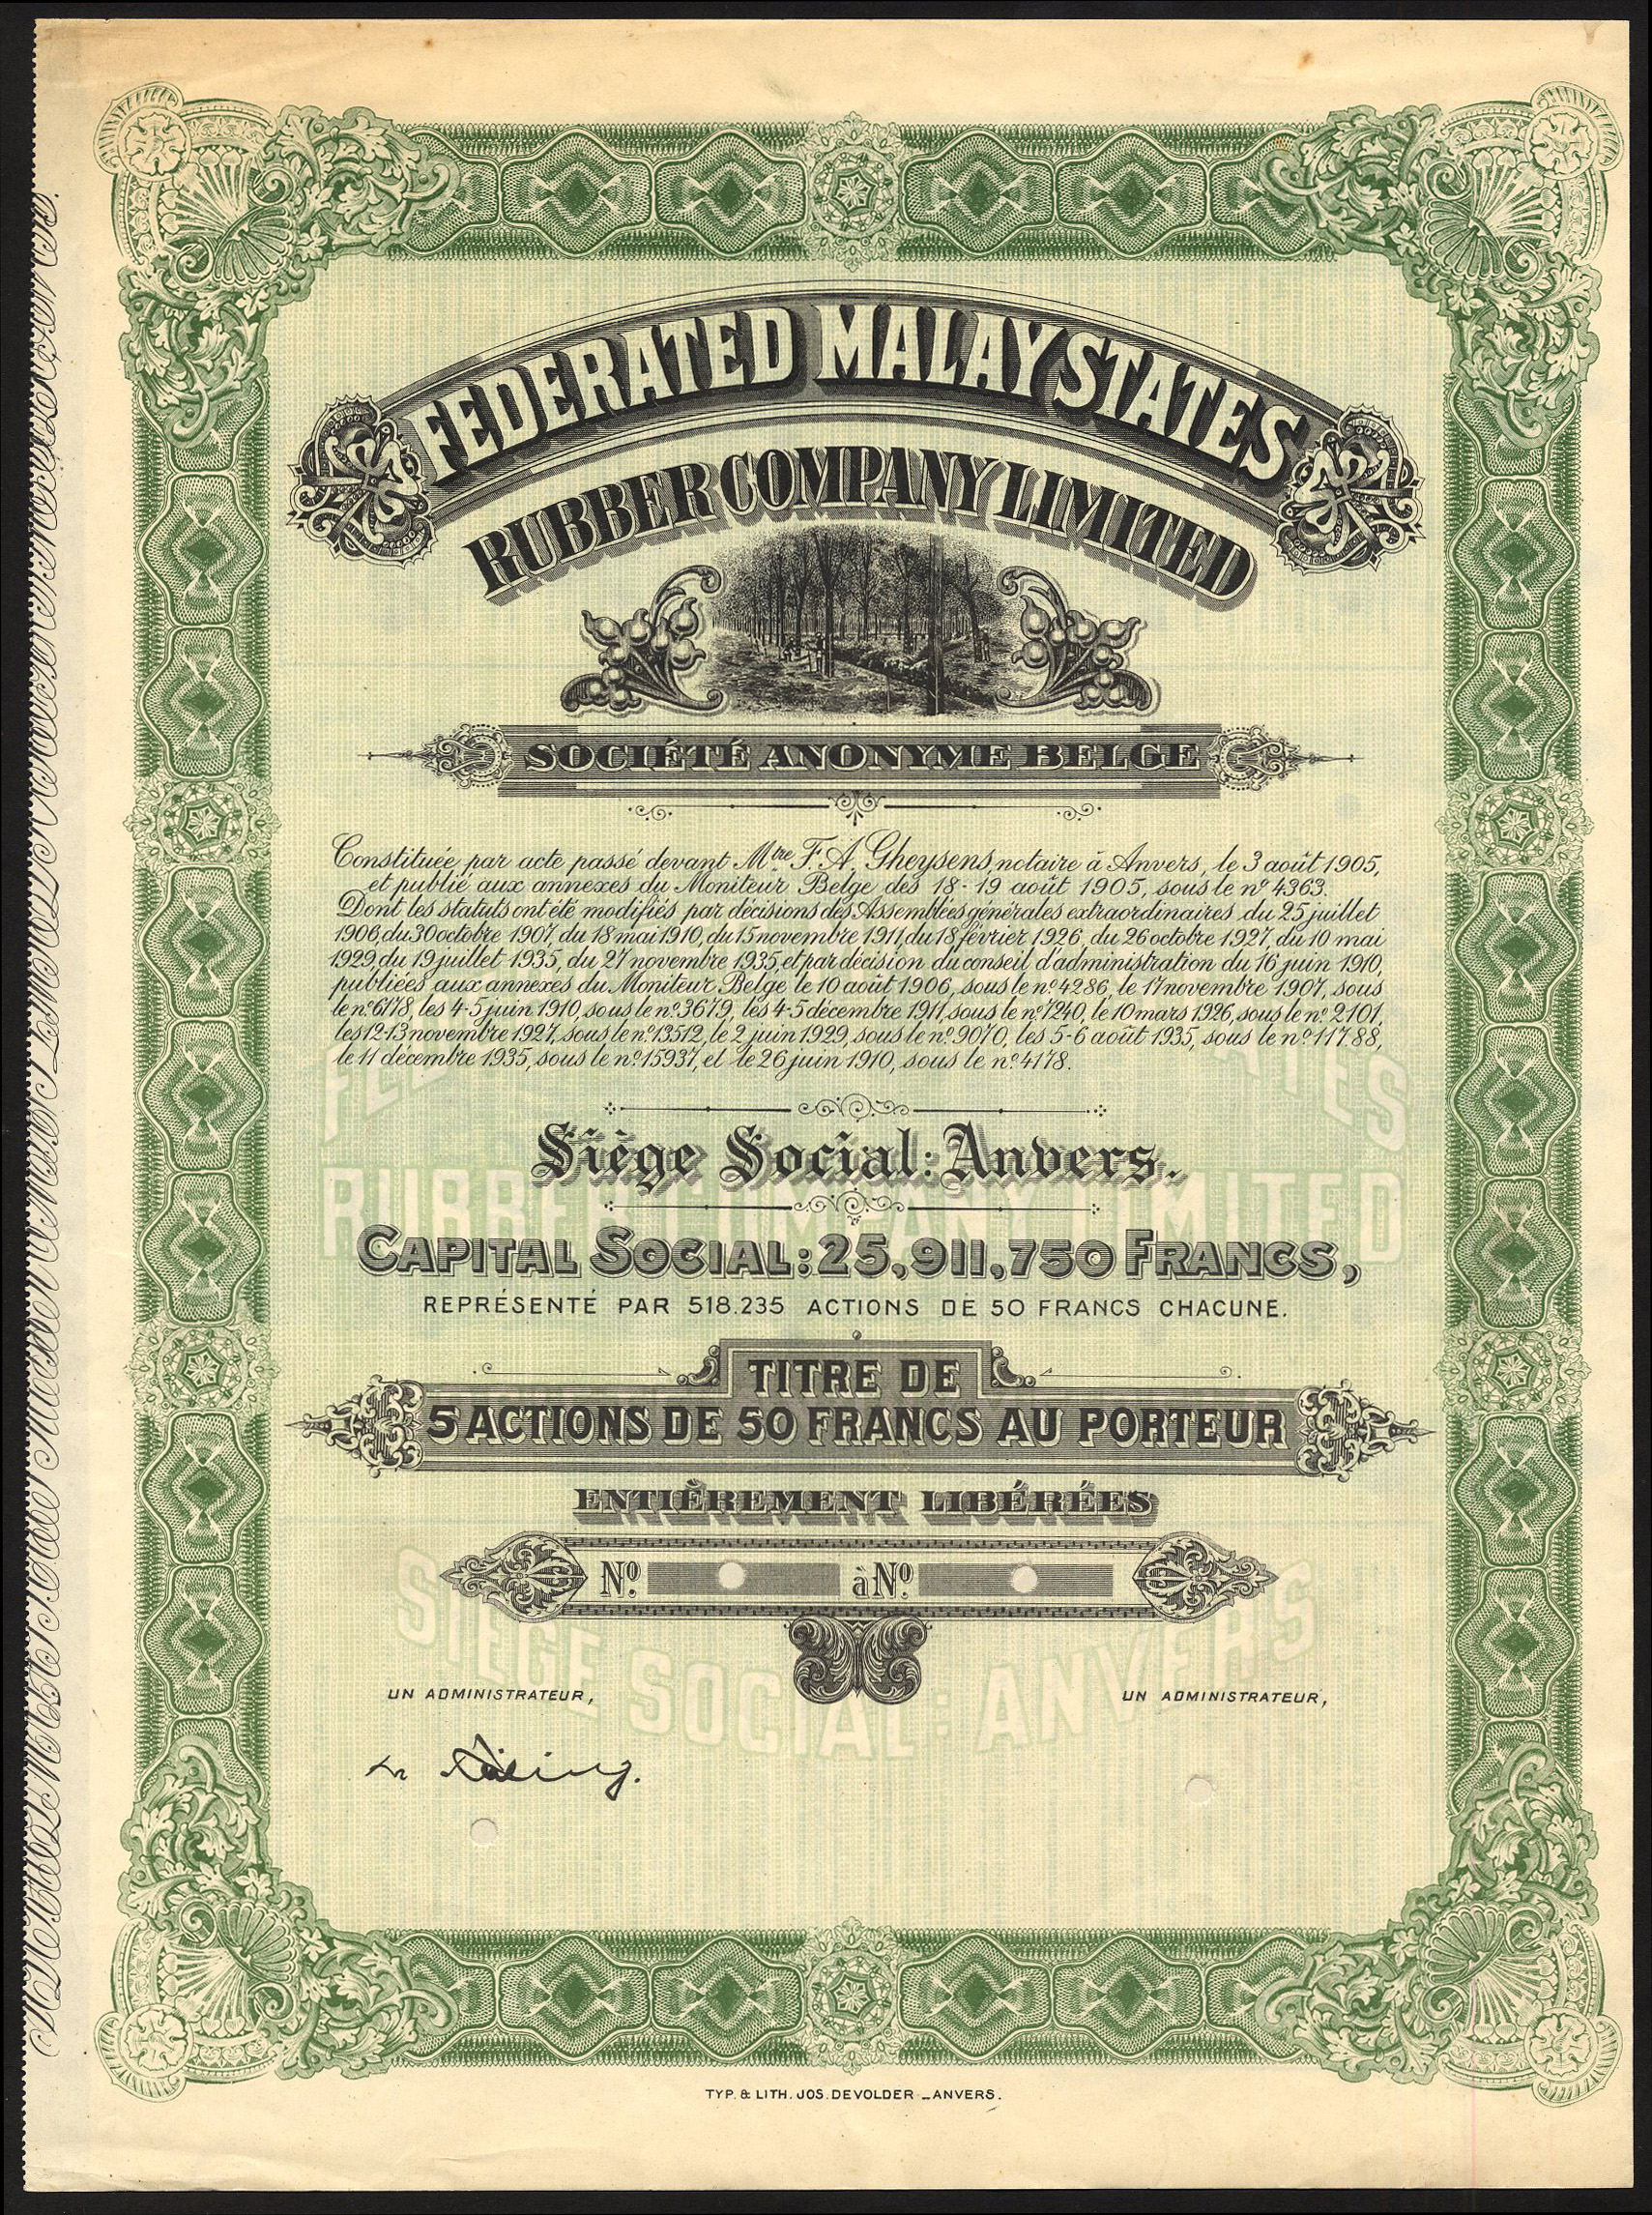 FEDERATED MALAY STATES
RUBBER COMPANY LIMITED
SOCIÉTÉ ANONYME BELGE
Constituée par acte passé devant Mtre F. A. Gheysens, notaire à Anvers, le 3 août 1905,
et publié aux annexes du Moniteur Belge des 18-19 août 1905, sous le nº 4363.
Dont les statuts ont été modifiés par décisions des Assemblées générales extraordinaires du 25 juillet
1906, du 30 octobre 1907, du 18 mai 1910, du 15 novembre 1911, du 18 février 1926, du 26 octobre 1927, du 10 mai
1929, du 19 juillet 1935, du 27 novembre 1935, et par décision du conseil d'administration du 16 juin 1910,
publiées aux annexes du Moniteur Belge, le 10 août 1906, sous le nº 4286, le 17 novembre 1907, sous
le nº 6178, les 4-5 juin 1910, sous le nº 3679, les 4-5 décembre 1911, sous le nº 7240, le 10 mars 1926, sous le nº 2101,
les 12-13 novembre 1927, sous le nº 13512, le 2 juin 1929, sous le nº 9070, les 5-6 août 1935, sous le nº 11788,
le 11 décembre 1935, sous le nº 15937, et le 26 juin 1910, sous le nº 4178.
Siège Social: Anvers.
CAPITAL SOCIAL: 25,911,750 FRANCS,
REPRÉSENTÉ PAR 518.235 ACTIONS DE 50 FRANCS CHACUNE.
TITRE DE
5 ACTIONS DE 50 FRANCS AU PORTEUR
ENTIÈREMENT LIBÉRÉES
Nº à Nº
SIÈGE SOCIAL: ANVERS
UN ADMINISTRATEUR, UN ADMINISTRATEUR,
TYP. & LITH. JOS. DEVOLDER _ ANVERS.